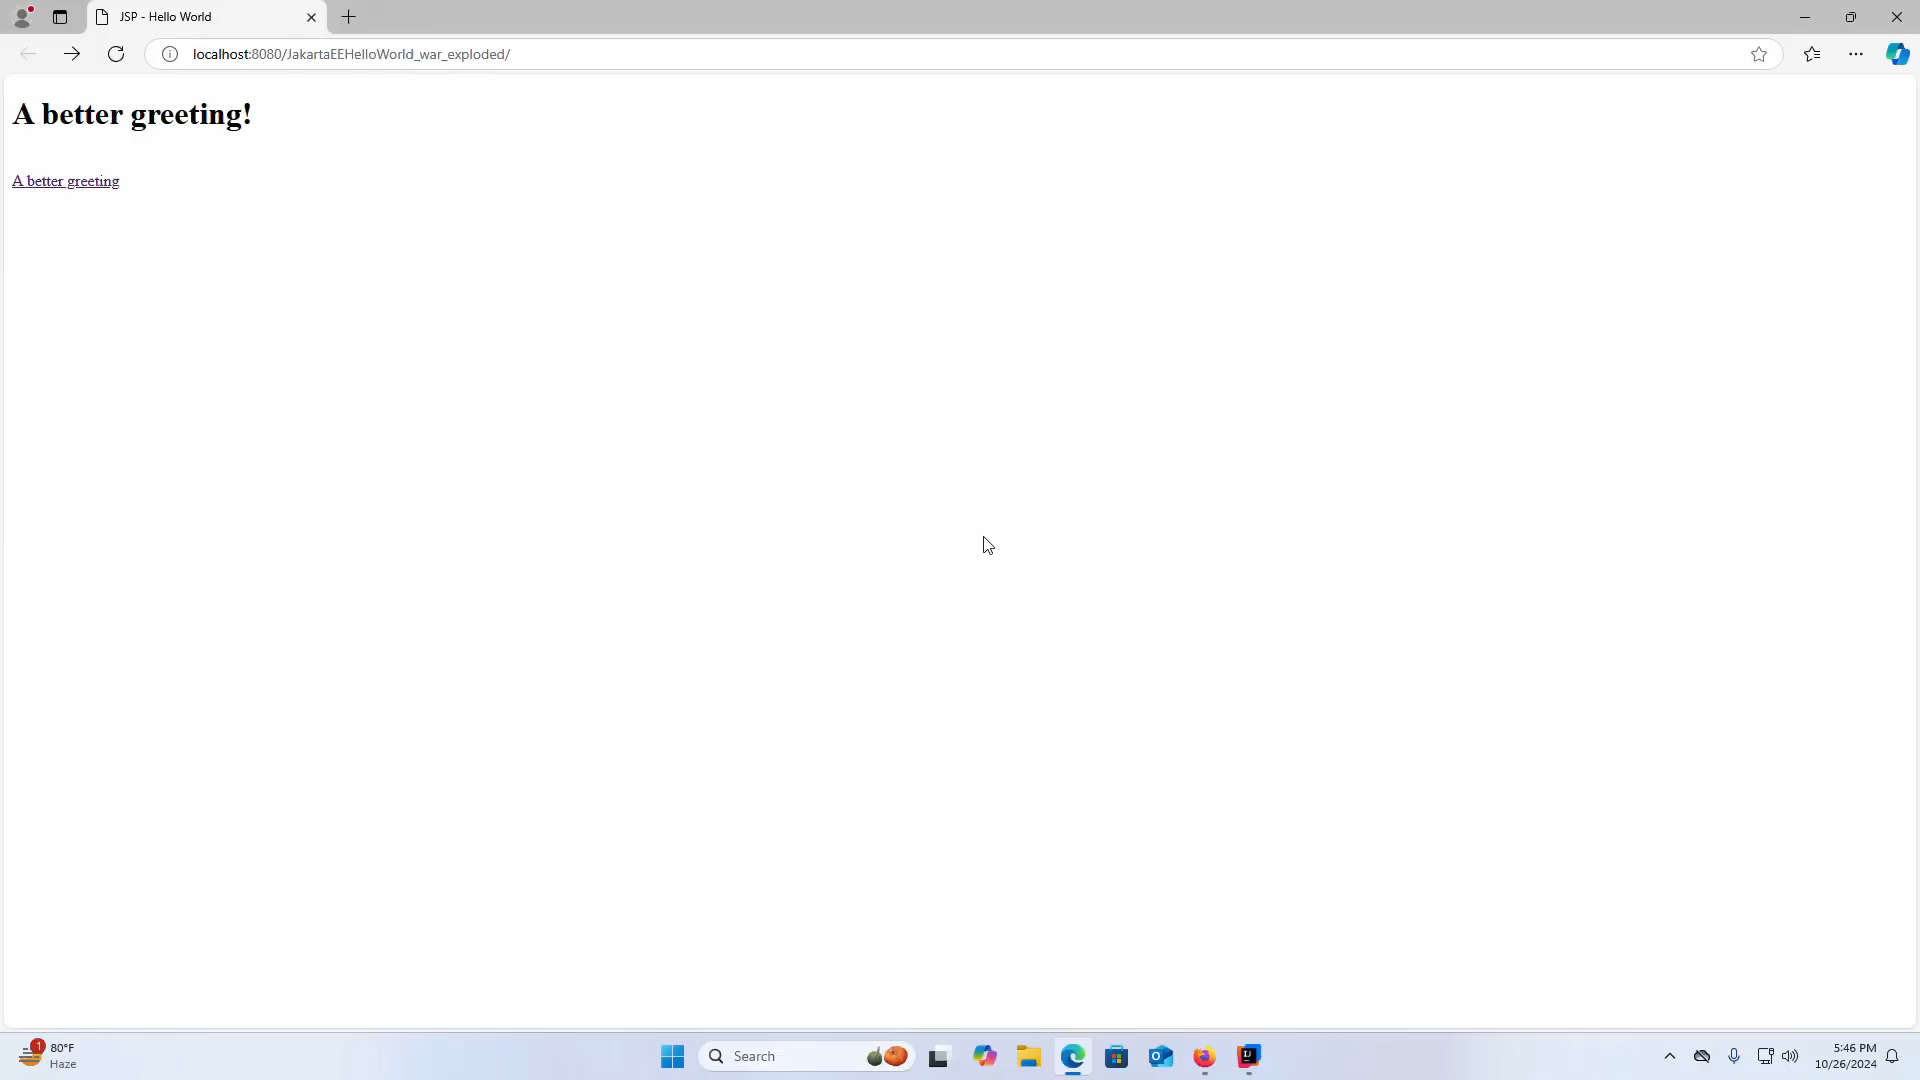 JSP - Hello World
localhost:8080/JakartaEEHelloWorld_war_exploded/
A better greeting!
A better greeting
1
80°F
Haze
Search
5:46 PM
10/26/2024